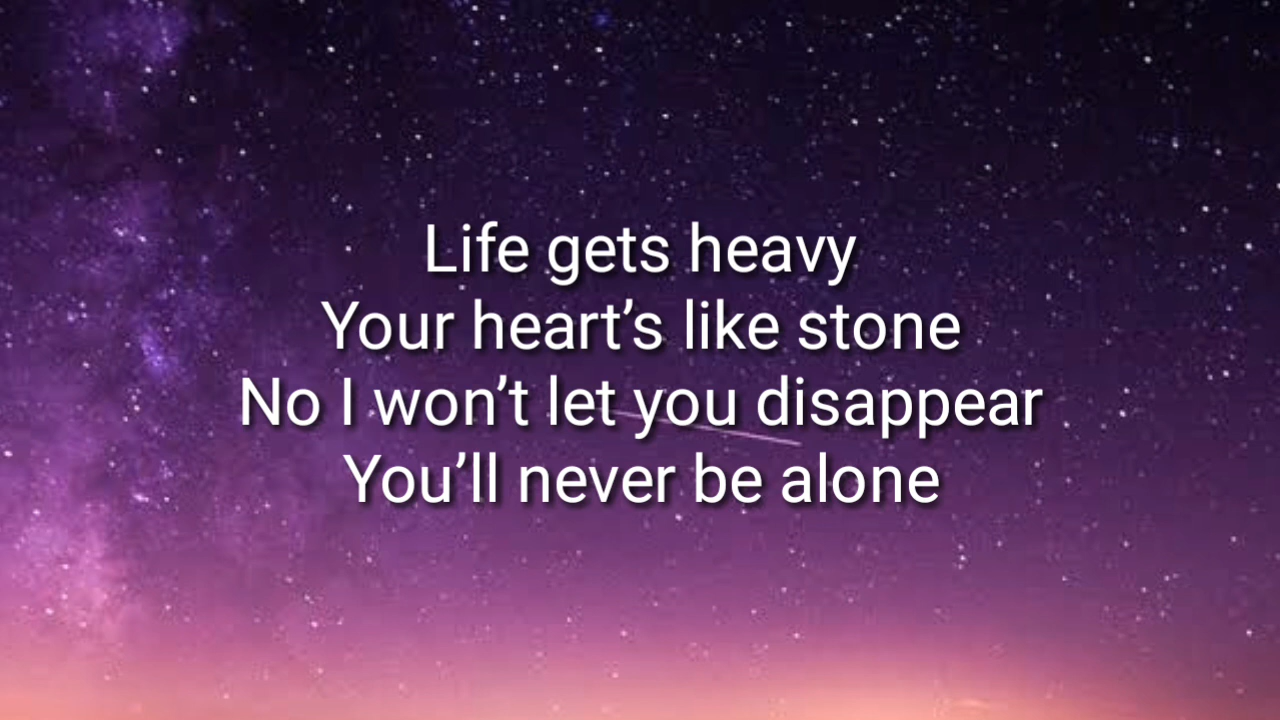 Life gets heavy
Your heart’s like stone
No I won’t let you disappear
You’ll never be alone